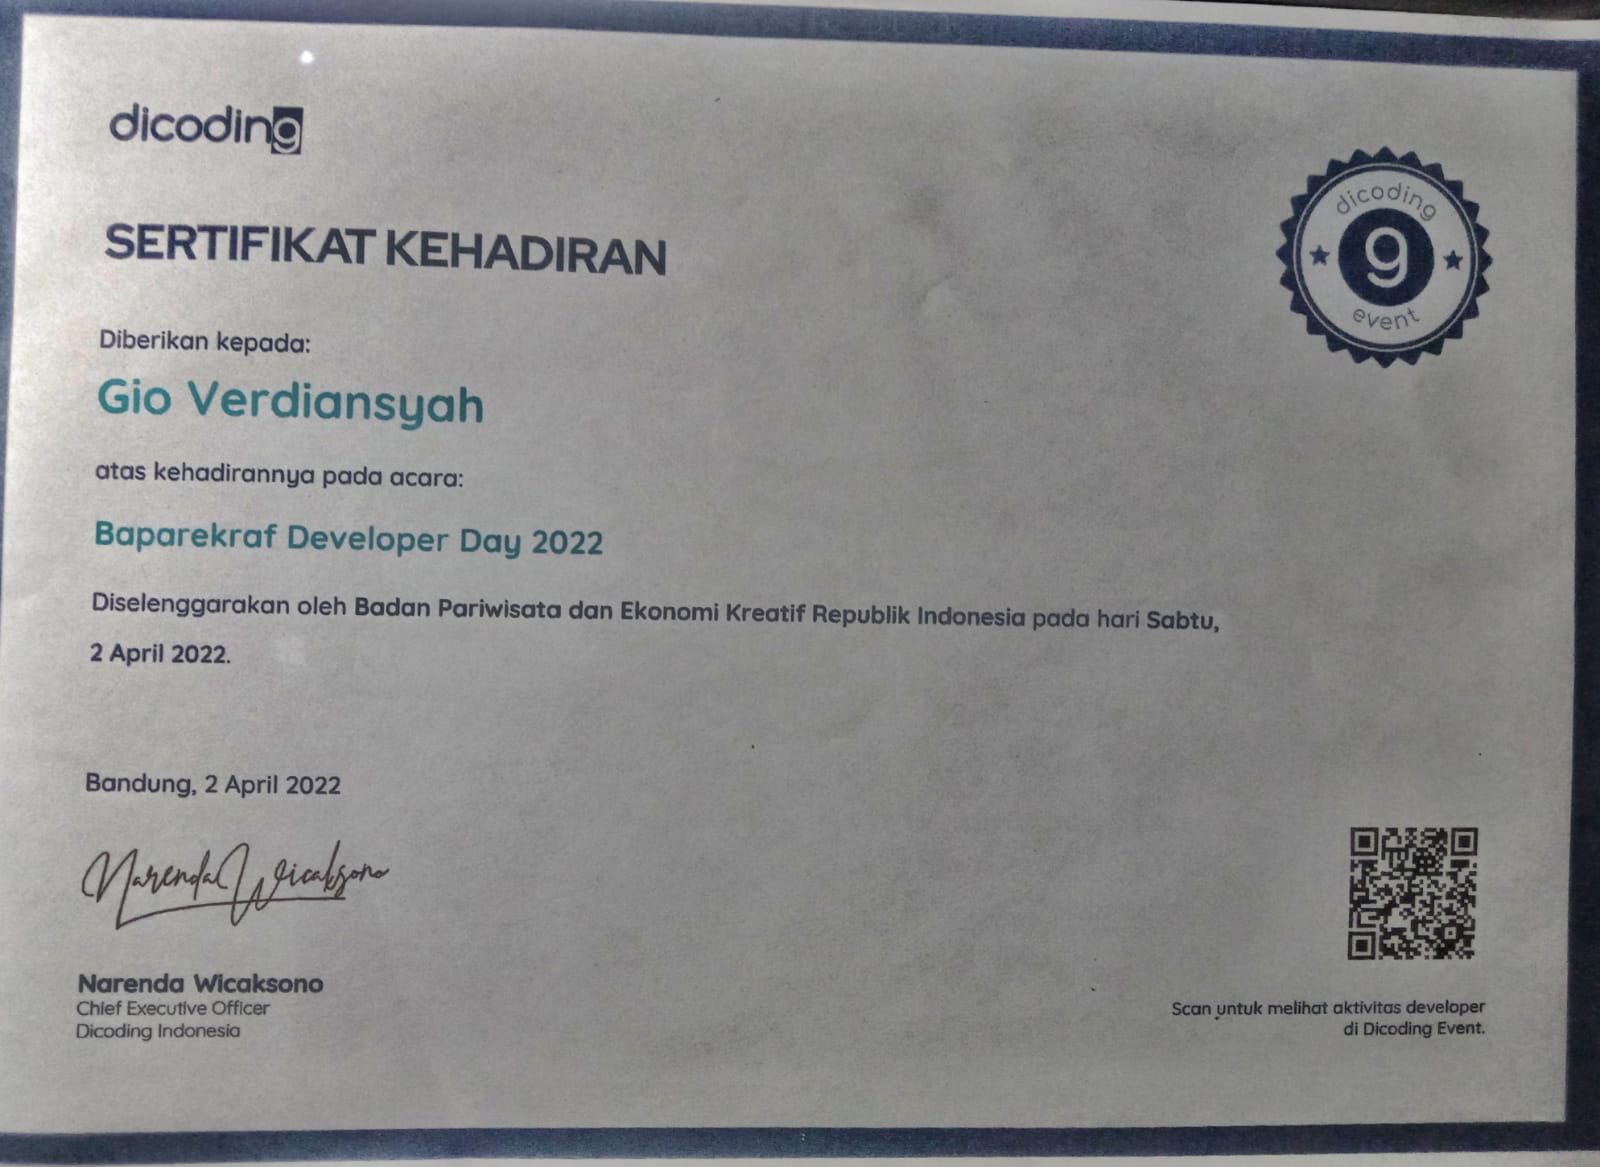 dicoding
SERTIFIKAT KEHADIRAN
dicoding
9
event
Diberikan kepada:
Gio Verdiansyah
atas kehadirannya pada acara:
Baparekraf Developer Day 2022
Diselenggarakan oleh Badan Pariwisata dan Ekonomi Kreatif Republik Indonesia pada hari Sabtu,
2 April 2022.
Bandung, 2 April 2022
Narenda Wicaksono
Narenda Wicaksono
Chief Executive Officer
Dicoding Indonesia
Scan untuk melihat aktivitas developer
di Dicoding Event.